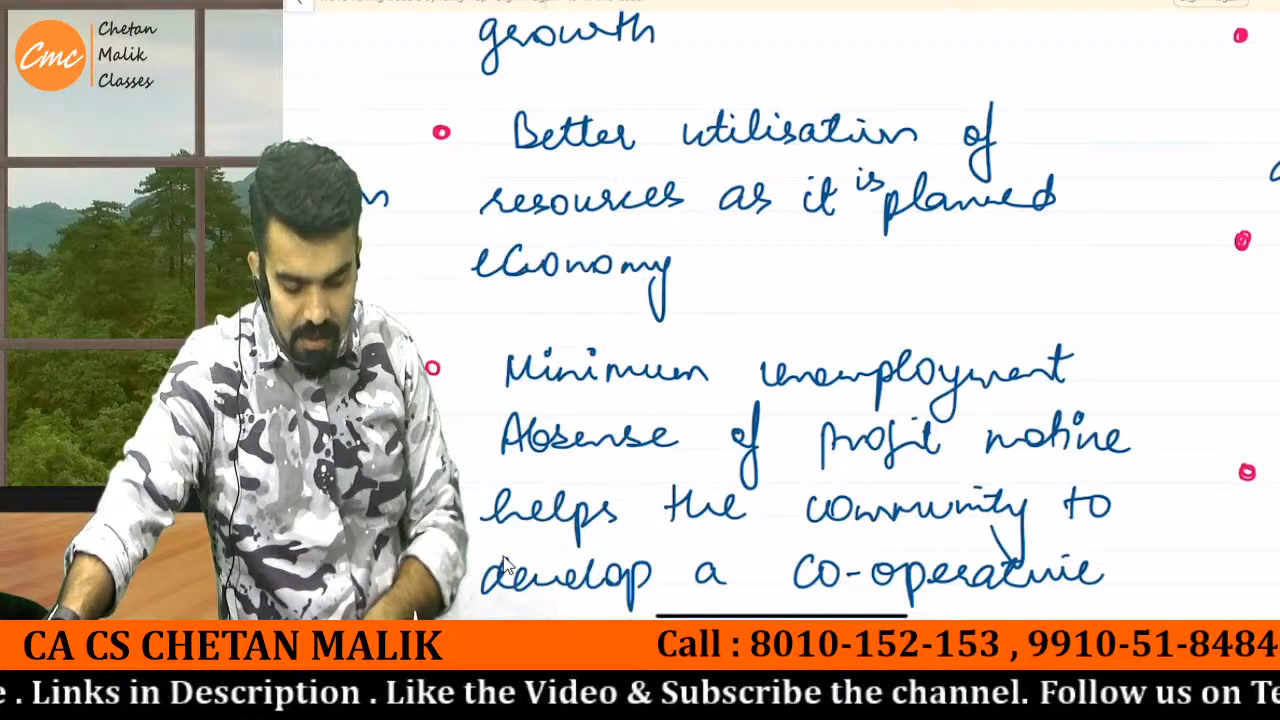 Cmc
Chetan
Malik
Classes
growth
Better utilisation of
resources as it is planned
economy
Minimum unemployment
Absense of profit motive
helps the community to
develop a co-operative
CA CS CHETAN MALIK
Call : 8010-152-153 , 9910-51-8484
. Links in Description . Like the Video & Subscribe the channel. Follow us on